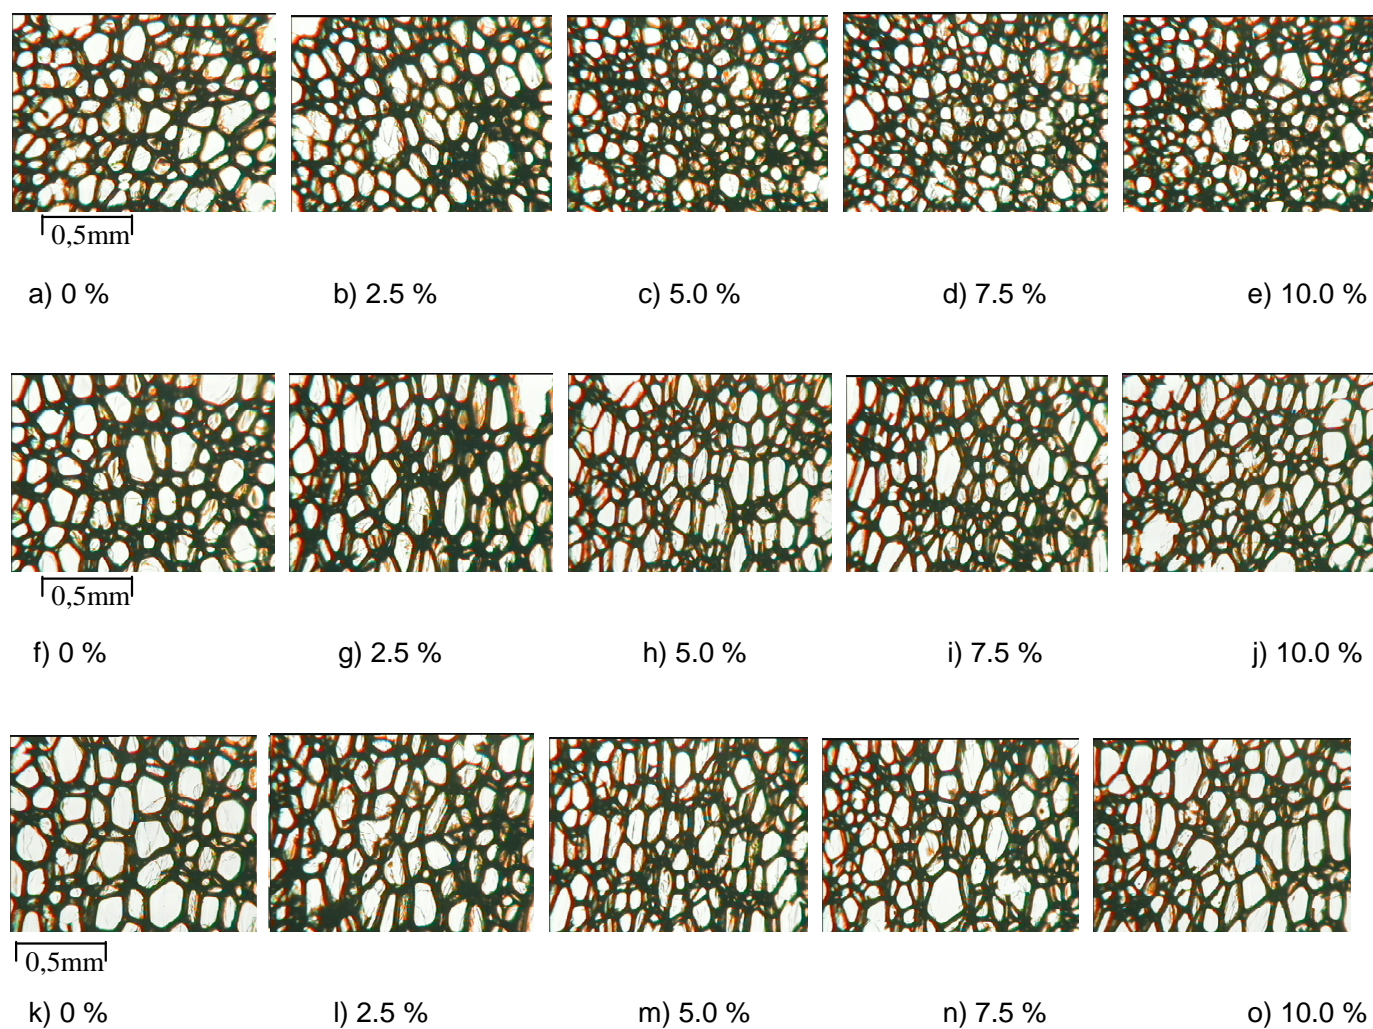 0,5mm
a) 0 %
b) 2.5 %
c) 5.0 %
d) 7.5 %
e) 10.0 %
0,5mm
f) 0 %
g) 2.5 %
h) 5.0 %
i) 7.5 %
j) 10.0 %
0,5mm
k) 0 %
l) 2.5 %
m) 5.0 %
n) 7.5 %
o) 10.0 %